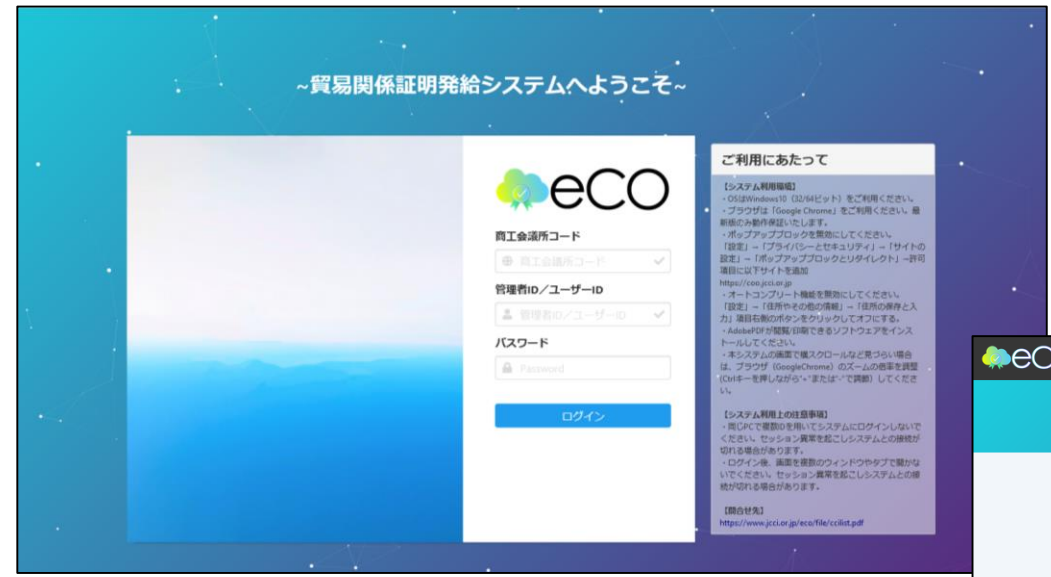 ~貿易関係証明発給システムへようこそ~
eCO
商工会議所コード
商工会議所コード
管理者ID／ユーザーID
管理者ID／ユーザーID
パスワード
Password
ログイン
ご利用にあたって
【システム利用環境】
・OSはWindows10（32/64ビット）をご利用ください。
・ブラウザは「Google Chrome」をご利用ください。最
新版のみ動作保証いたします。
・ポップアップブロックを無効にしてください。
「設定」→「プライバシーとセキュリティ」→「サイトの
設定」→「ポップアップブロックとリダイレクト」→許可
項目に以下サイトを追加
https://coo.jcci.or.jp
・オートコンプリート機能を無効にしてください。
「設定」→「住所やその他の情報」→「住所の保存と入
力」項目右側のボタンをクリックしてオフにする。
・AdobePDFが閲覧/印刷できるソフトウェアをインス
トールしてください。
・本システムの画面で横スクロールなど見づらい場合
は、ブラウザ（GoogleChrome）のズームの倍率を調整
(Ctrlキーを押しながら"+"または"-"で調節）してくださ
い。
【システム利用上の注意事項】
・同じPCで複数IDを用いてシステムにログインしないで
ください。セッション異常を起こしシステムとの接続が
切れる場合があります。
・ログイン後、画面を複数のウィンドウやタブで開かな
いでください。セッション異常を起こしシステムとの接
続が切れる場合があります。
【問合せ先】
https://www.jcci.or.jp/eco/file/ccilist.pdf
eCO